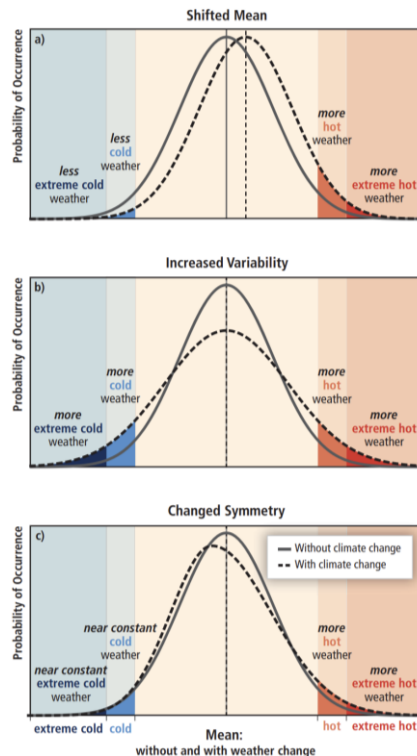 Shifted Mean
a)
Probability of Occurrence
less
cold
weather
less
extreme cold
weather
more
hot
weather
more
extreme hot
weather
Increased Variability
b)
Probability of Occurrence
more
cold
weather
more
extreme cold
weather
more
hot
weather
more
extreme hot
weather
Changed Symmetry
c)
Probability of Occurrence
Without climate change
With climate change
near constant
cold
weather
near constant
extreme cold
weather
more
hot
weather
more
extreme hot
weather
extreme cold
cold
Mean:
without and with weather change
hot
extreme hot